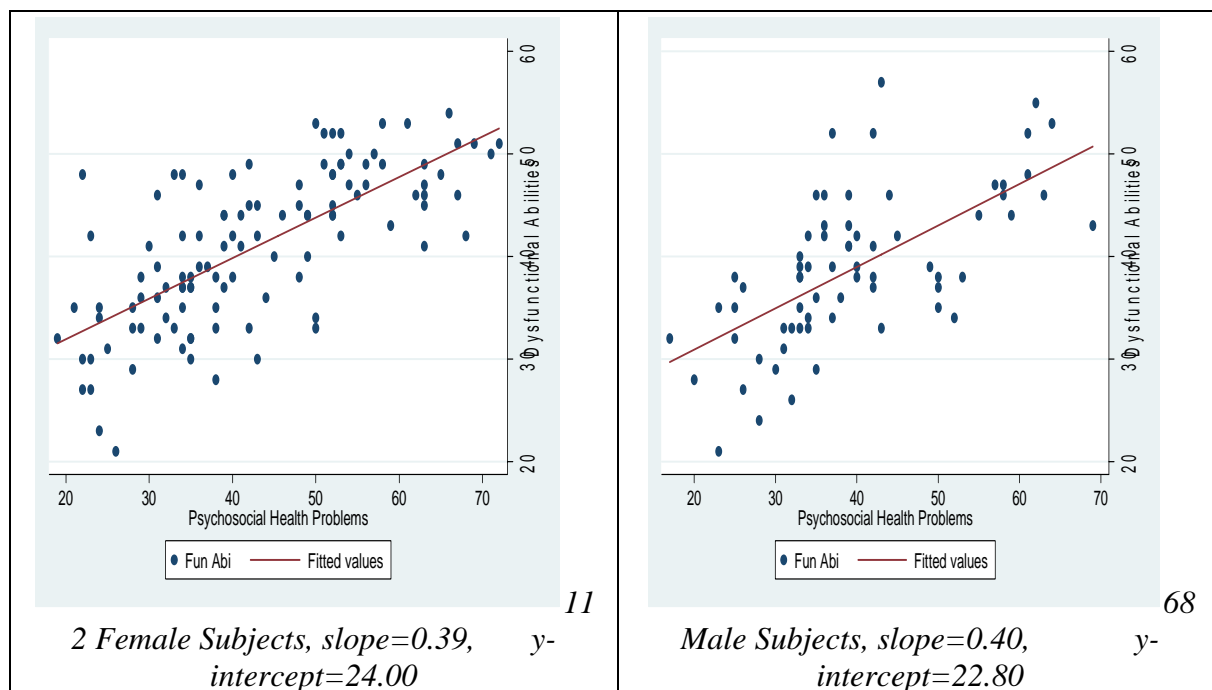 60
50
40
30
20
Dysfunctional Abilities
20 30 40 50 60 70
Psychosocial Health Problems
Fun Abi Fitted values
11
2 Female Subjects, slope=0.39, y-
intercept=24.00
60
50
40
30
20
Dysfunctional Abilities
20 30 40 50 60 70
Psychosocial Health Problems
Fun Abi Fitted values
68
Male Subjects, slope=0.40, y-
intercept=22.80